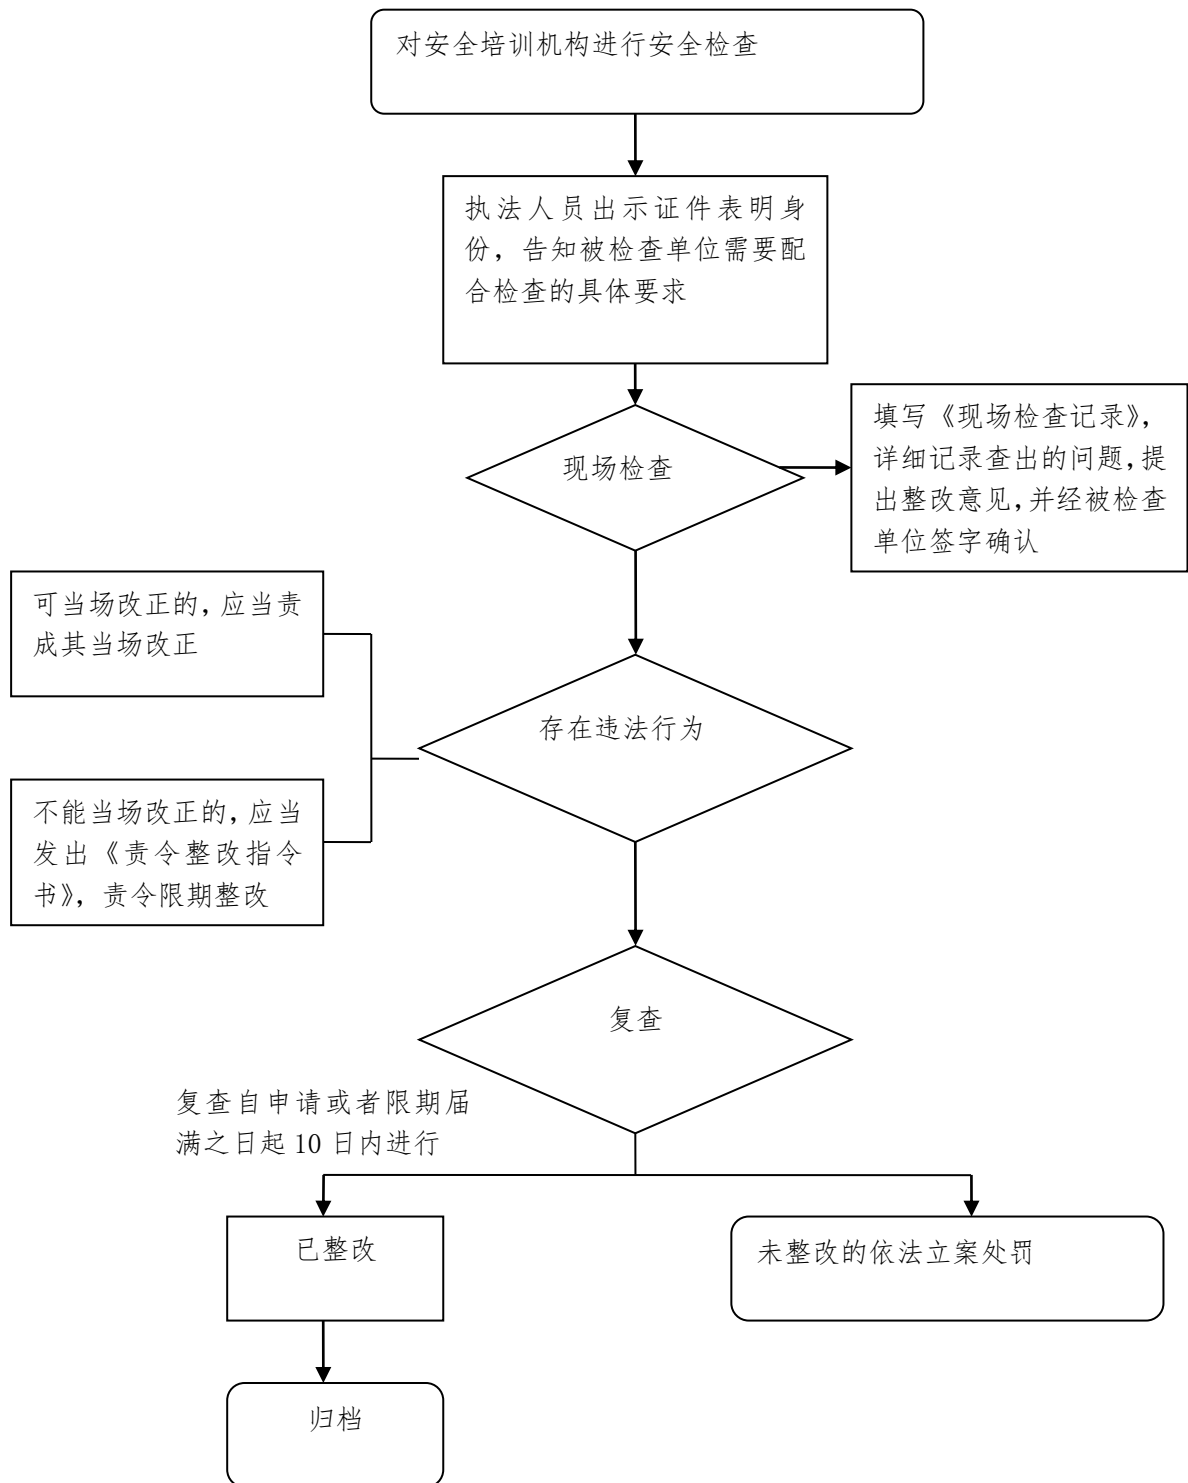 对安全培训机构进行安全检查
执法人员出示证件表明身
份，告知被检查单位需要配
合检查的具体要求
现场检查
填写《现场检查记录》，
详细记录查出的问题，提
出整改意见，并经被检查
单位签字确认
可当场改正的，应当责
成其当场改正
存在违法行为
不能当场改正的，应当
发出《责令整改指令
书》，责令限期整改
复查
复查自申请或者限期届
满之日起 10 日内进行
已整改
未整改的依法立案处罚
归档